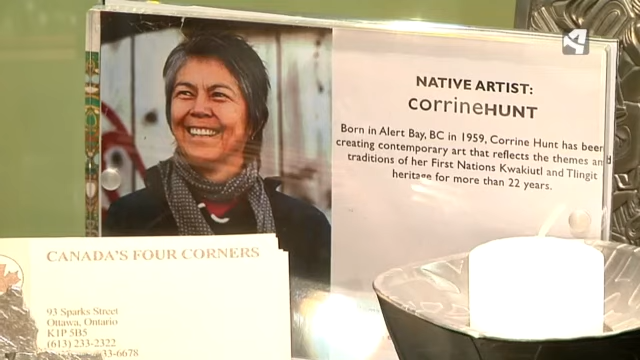 NATIVE ARTIST:
corrineHUNT
Born in Alert Bay, BC in 1959, Corrine Hunt has been
creating contemporary art that reflects the themes and
traditions of her First Nations Kwakiutl and Tlingit
heritage for more than 22 years.
CANADA'S FOUR CORNERS
93 Sparks Street
Ottawa, Ontario
K1P 5B5
(613) 233-2322
33-6678